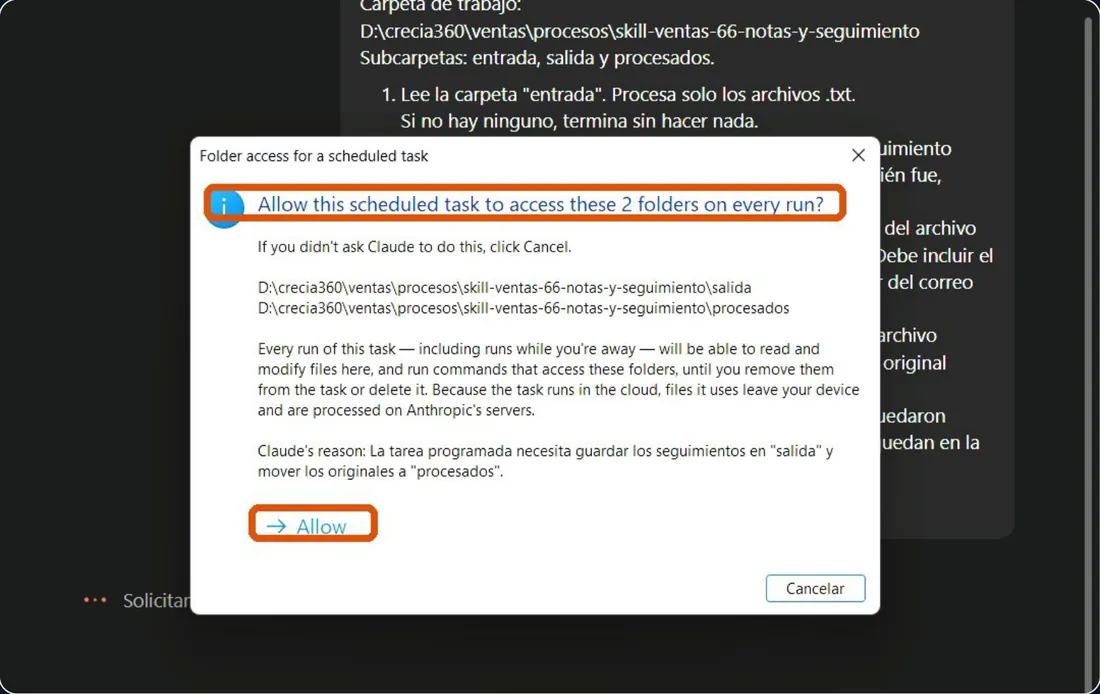 Carpeta de trabajo:
D:\crecia360\ventas\procesos\skill-ventas-66-notas-y-seguimiento
Subcarpetas: entrada, salida y procesados.
1. Lee la carpeta "entrada". Procesa solo los archivos .txt.
Si no hay ninguno, termina sin hacer nada.
Folder access for a scheduled task
Allow this scheduled task to access these 2 folders on every run?
If you didn't ask Claude to do this, click Cancel.
D:\crecia360\ventas\procesos\skill-ventas-66-notas-y-seguimiento\salida
D:\crecia360\ventas\procesos\skill-ventas-66-notas-y-seguimiento\procesados
Every run of this task — including runs while you're away — will be able to read and
modify files here, and run commands that access these folders, until you remove them
from the task or delete it. Because the task runs in the cloud, files it uses leave your device
and are processed on Anthropic's servers.
Claude's reason: La tarea programada necesita guardar los seguimientos en "salida" y
mover los originales a "procesados".
→ Allow
Cancelar
fue,
del archivo
Debe incluir el
del correo
original
en la